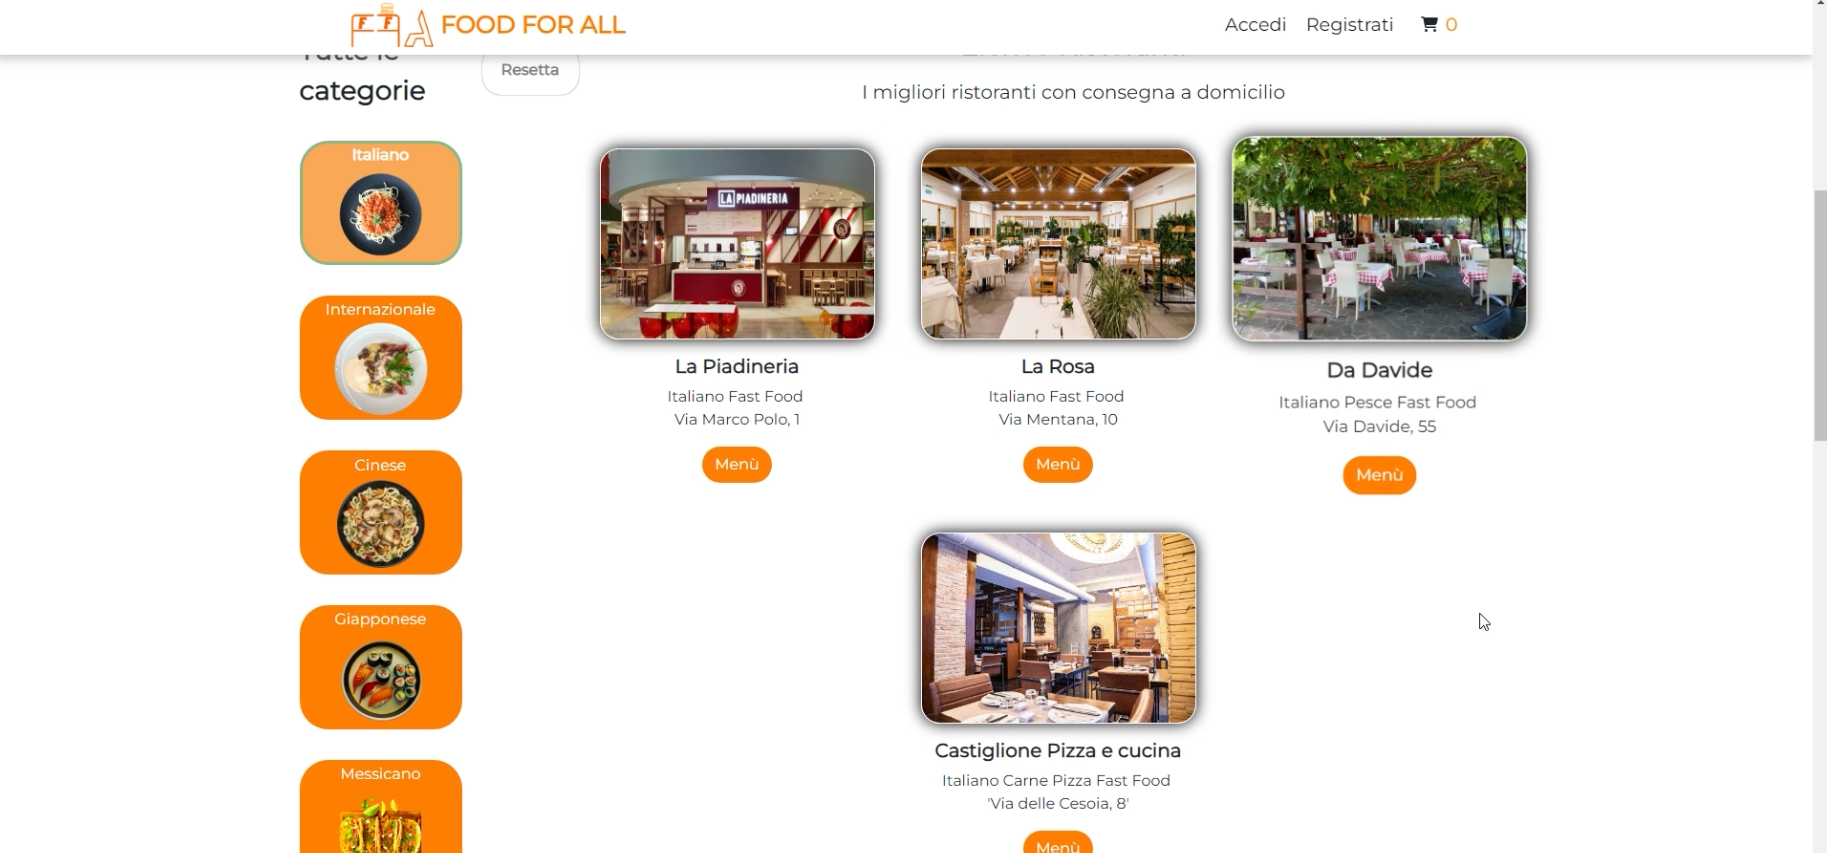 FOOD FOR ALL
Accedi
Registrati
0
Tutte le
categorie
Resetta
I migliori ristoranti con consegna a domicilio
Italiano
Internazionale
Cinese
Giapponese
Messicano
LA PIADINERIA
La Piadineria
Italiano Fast Food
Via Marco Polo, 1
Menù
La Rosa
Italiano Fast Food
Via Mentana, 10
Menù
Da Davide
Italiano Pesce Fast Food
Via Davide, 55
Menù
Castiglione Pizza e cucina
Italiano Carne Pizza Fast Food
'Via delle Cesoia, 8'
Menù